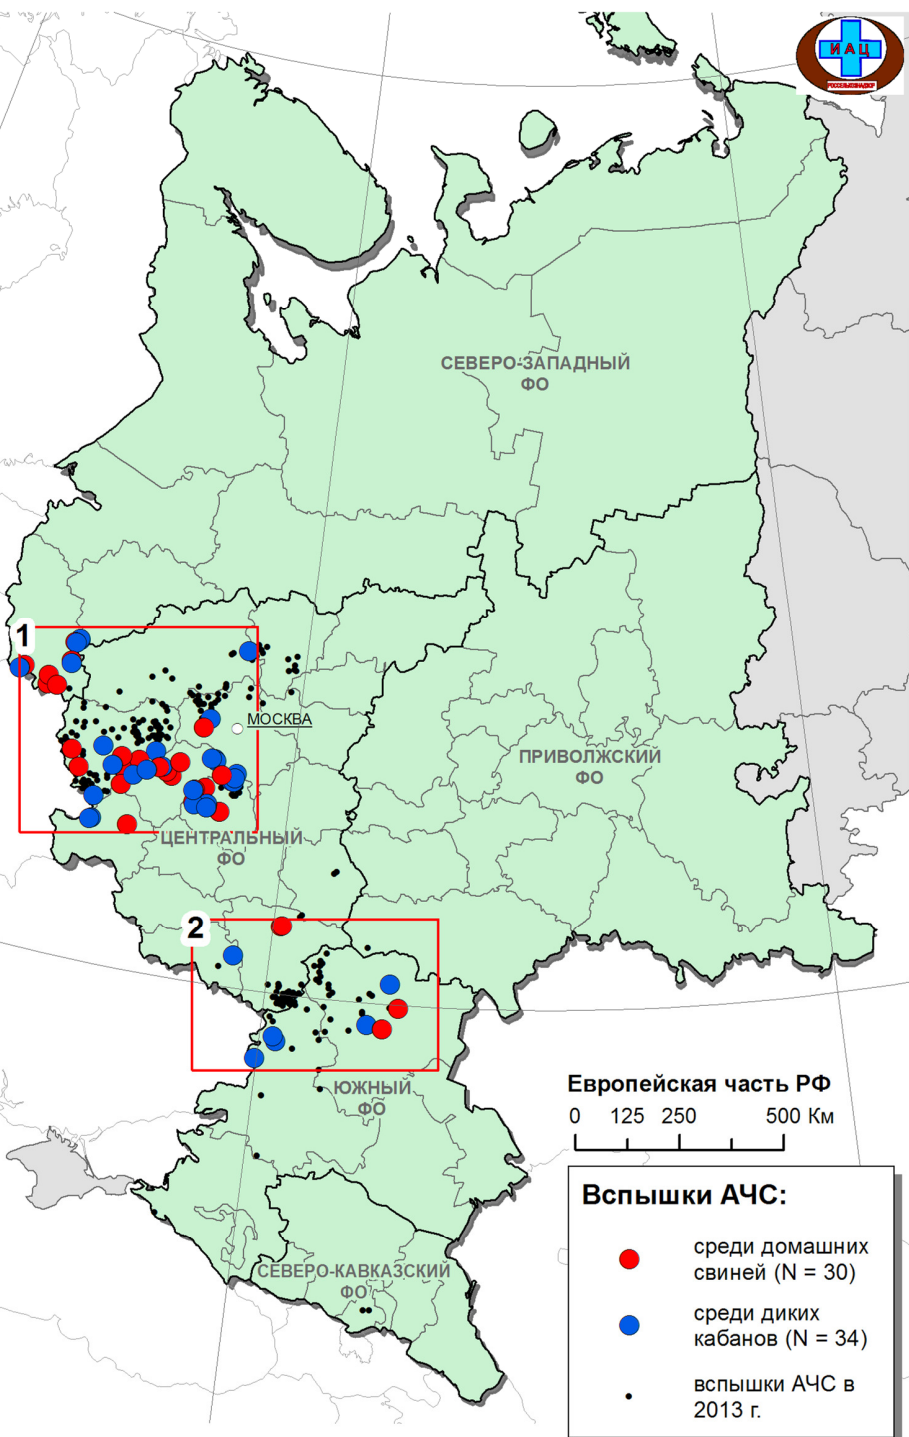 ИАЦ
РОССЕЛЬХОЗНАДЗОР
СЕВЕРО-ЗАПАДНЫЙ
ФО
1
МОСКВА
ПРИВОЛЖСКИЙ
ФО
ЦЕНТРАЛЬНЫЙ
ФО
2
ЮЖНЫЙ
ФО
СЕВЕРО-КАВКАЗСКИЙ
ФО
Европейская часть РФ
0 125 250 500 Км
Вспышки АЧС:
среди домашних
свиней (N = 30)
среди диких
кабанов (N = 34)
вспышки АЧС в
2013 г.